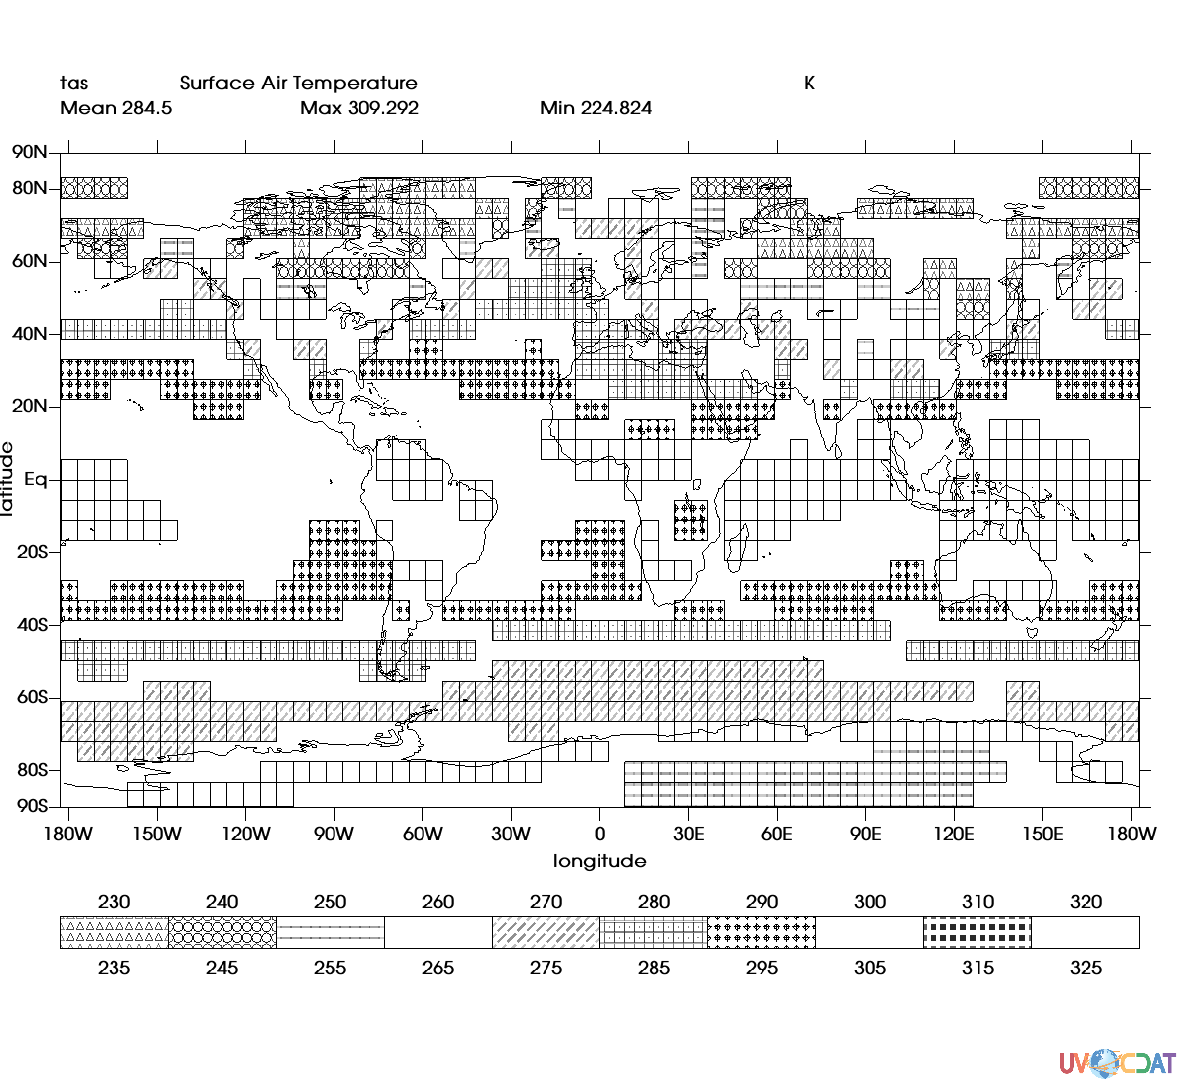 tas Surface Air Temperature K
Mean 284.5 Max 309.292 Min 224.824
90N
80N
60N
40N
20N
Eq
20S
40S
60S
80S
90S
latitude
180W 150W 120W 90W 60W 30W 0 30E 60E 90E 120E 150E 180W
longitude
230 240 250 260 270 280 290 300 310 320
235 245 255 265 275 285 295 305 315 325
UVCDAT